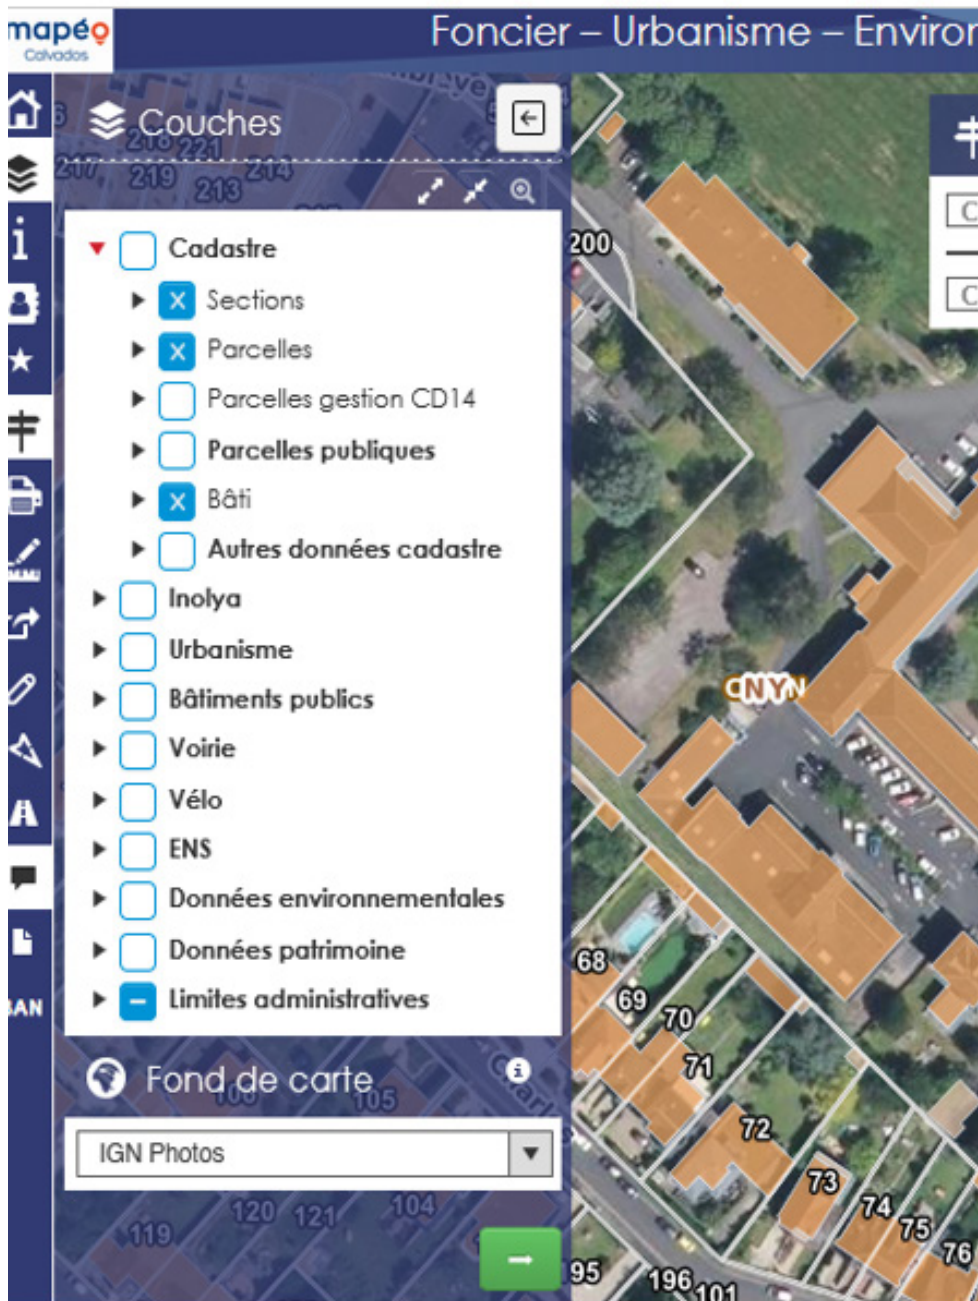 mapéo
Calvados
Foncier – Urbanisme – Environ
Couches
217
218
221
219
213
214
Cadastre
Sections
Parcelles
Parcelles gestion CD14
Parcelles publiques
Bâti
Autres données cadastre
Inolya
Urbanisme
Bâtiments publics
Voirie
Vélo
ENS
Données environnementales
Données patrimoine
Limites administratives
BAN
Fond de carte
105
IGN Photos
119
120
121
104
200
68
69
70
71
72
73
74
75
76
95
196
101